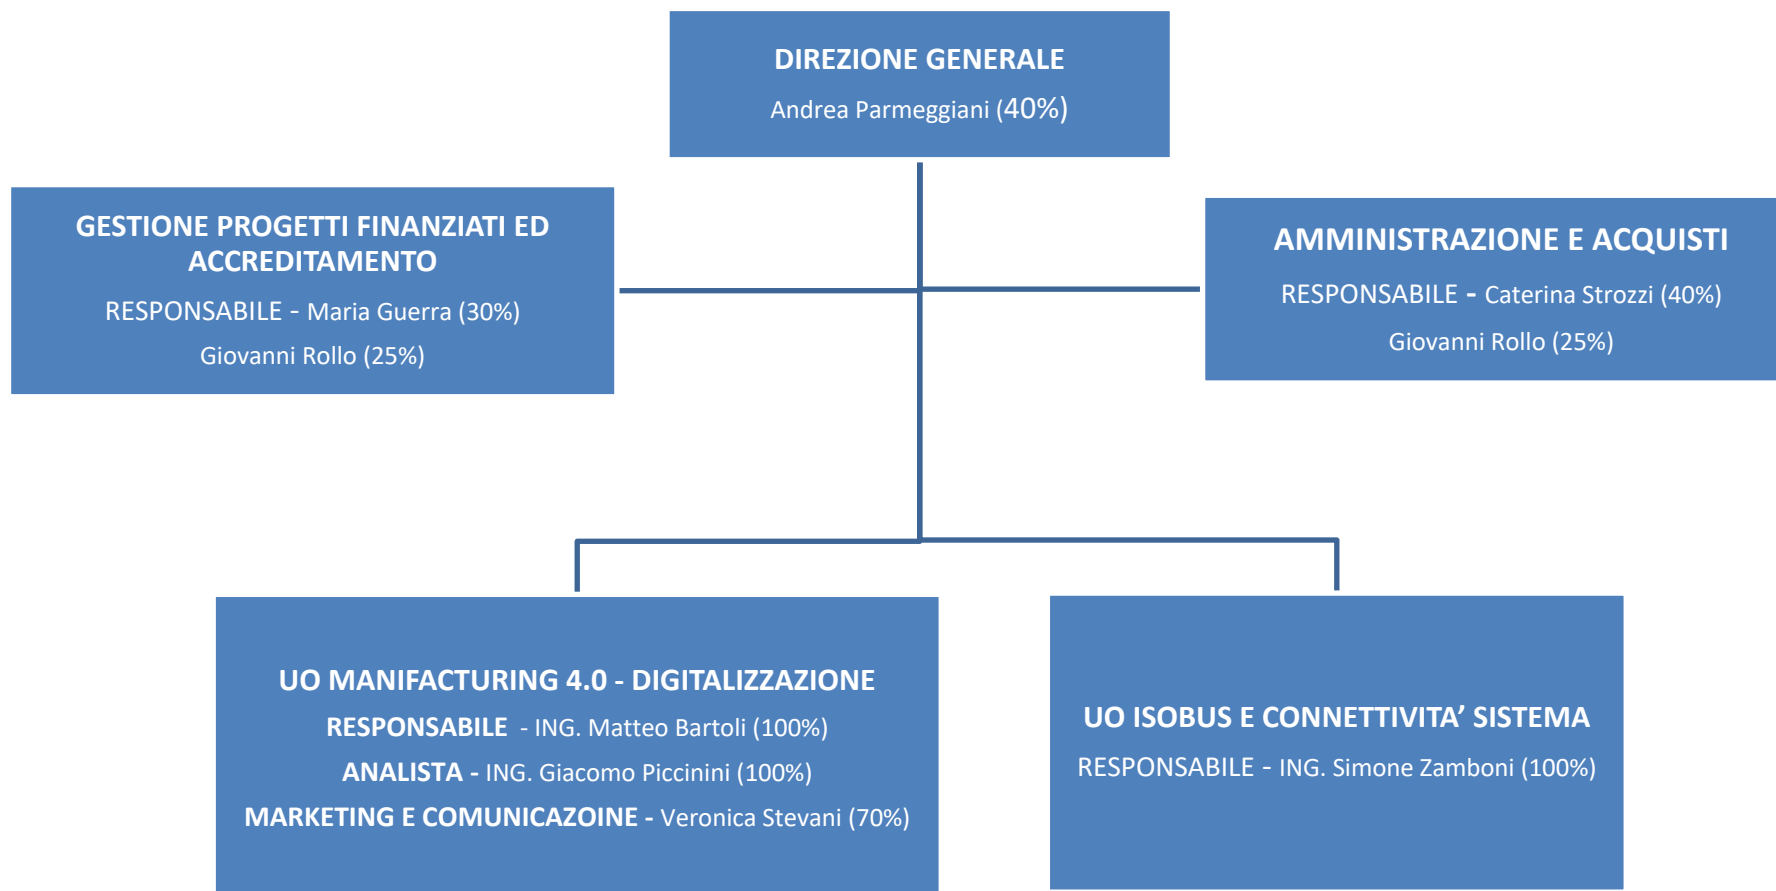 DIREZIONE GENERALE
Andrea Parmeggiani (40%)
GESTIONE PROGETTI FINANZIATI ED
ACCREDITAMENTO
RESPONSABILE - Maria Guerra (30%)
Giovanni Rollo (25%)
AMMINISTRAZIONE E ACQUISTI
RESPONSABILE - Caterina Strozzi (40%)
Giovanni Rollo (25%)
UO MANIFACTURING 4.0 - DIGITALIZZAZIONE
RESPONSABILE - ING. Matteo Bartoli (100%)
ANALISTA - ING. Giacomo Piccinini (100%)
MARKETING E COMUNICAZOINE - Veronica Stevani (70%)
UO ISOBUS E CONNETTIVITA’ SISTEMA
RESPONSABILE - ING. Simone Zamboni (100%)